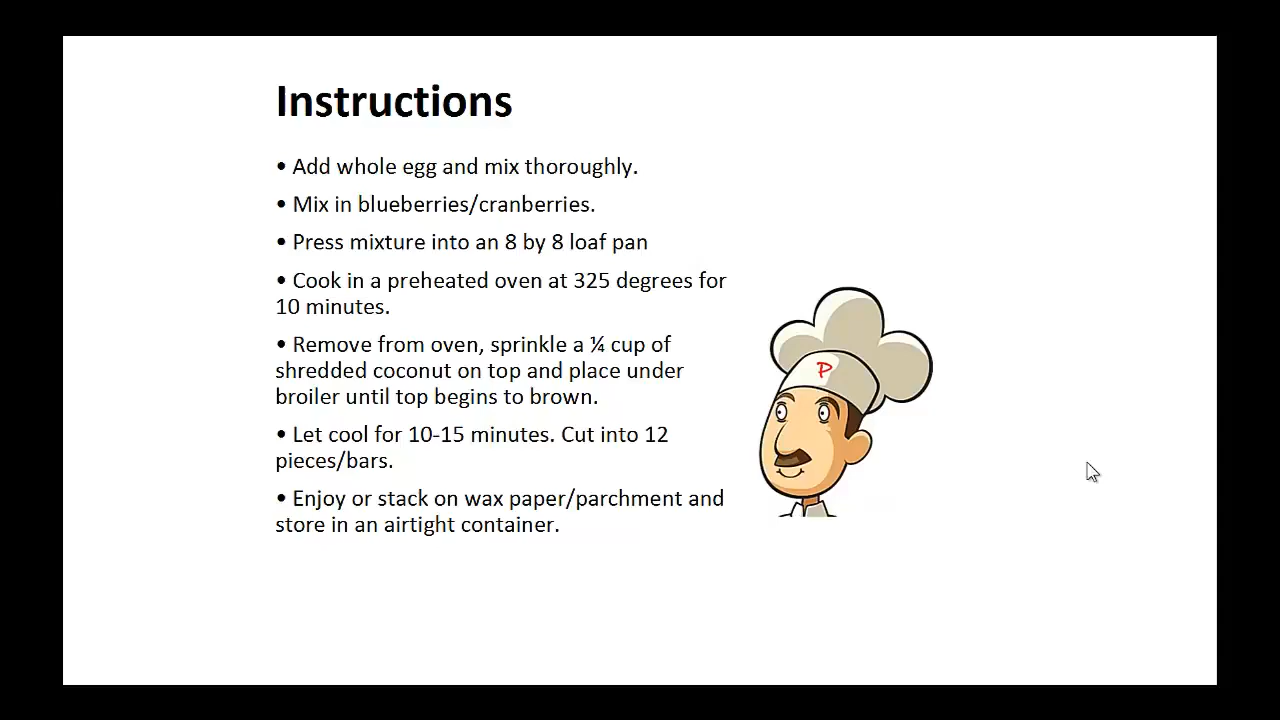 Instructions
• Add whole egg and mix thoroughly.
• Mix in blueberries/cranberries.
• Press mixture into an 8 by 8 loaf pan
• Cook in a preheated oven at 325 degrees for
10 minutes.
• Remove from oven, sprinkle a ¼ cup of
shredded coconut on top and place under
broiler until top begins to brown.
P
• Let cool for 10-15 minutes. Cut into 12
pieces/bars.
• Enjoy or stack on wax paper/parchment and
store in an airtight container.